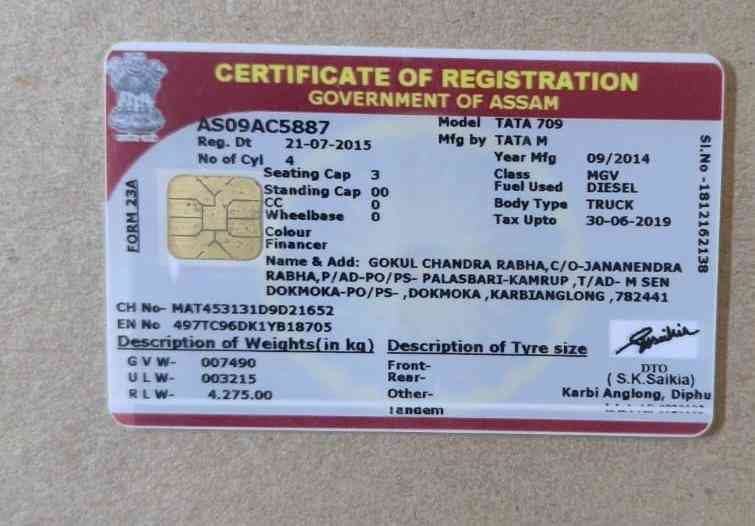 CERTIFICATE OF REGISTRATION
GOVERNMENT OF ASSAM
AS09AC5887 Model TATA 709
Reg. Dt 21-07-2015 Mfg by TATA M
No of Cyl 4 Year Mfg 09/2014
Seating Cap 3 Class MGV
Standing Cap 00 Fuel Used DIESEL
CC 0 Body Type TRUCK
Wheelbase 0 Tax Upto 30-06-2019
Colour
Financer
FORM 23A
Sl.No -1812162138
Name & Add: GOKUL CHANDRA RABHA,C/O-JANANENDRA
RABHA,P/AD-PO/PS- PALASBARI-KAMRUP ,T/AD- M SEN
DOKMOKA-PO/PS- ,DOKMOKA ,KARBIANGLONG ,782441
CH No- MAT453131D9D21652
EN No 497TC96DK1YB18705
Description of Weights(in kg) Description of Tyre size
G V W- 007490 Front-
U L W- 003215 Rear-
R L W- 4,275.00 Other-
Tandem
DTO
( S.K.Saikia)
Karbi Anglong, Diphu